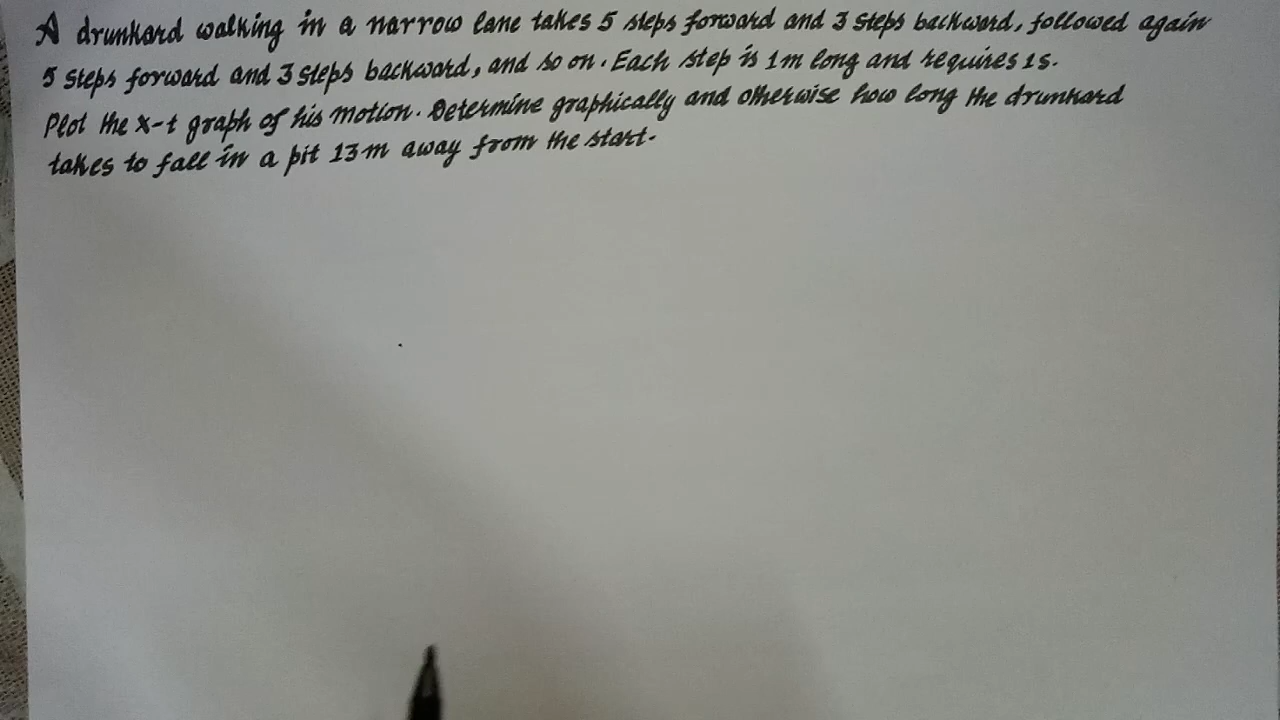 A drunkard walking in a narrow lane takes 5 steps forward and 3 steps backward, followed again
5 steps forward and 3 steps backward, and so on. Each step is 1m long and requires 1s.
Plot the x-t graph of his motion. Determine graphically and otherwise how long the drunkard
takes to fall in a pit 13m away from the start.